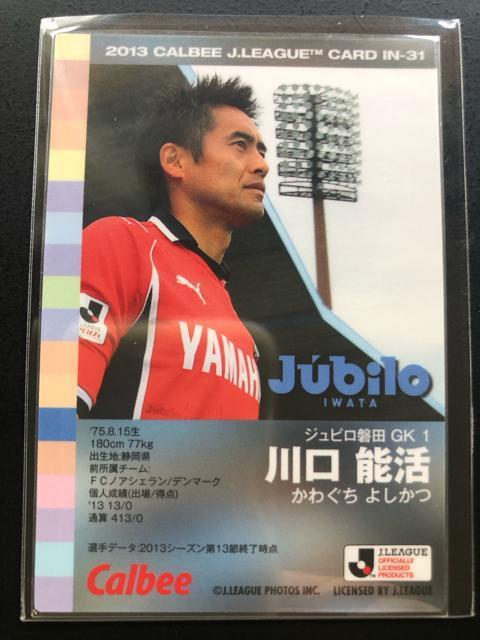 2013 CALBEE J.LEAGUE™ CARD IN-31
J.LEAGUE
YAMAH
Júbilo
IWATA
'75.8.15生
180cm 77kg
出生地:静岡県
前所属チーム:
FCノアシェラン/デンマーク
個人成績(出場/得点)
'13 13/0
通算 413/0
選手データ:2013シーズン第13節終了時点
ジュビロ磐田 GK 1
川口 能活
かわぐち よしかつ
Calbee
©J.LEAGUE PHOTOS INC.
J.LEAGUE
OFFICIALLY
LICENSED
PRODUCTS
LICENSED BY J.LEAGUE